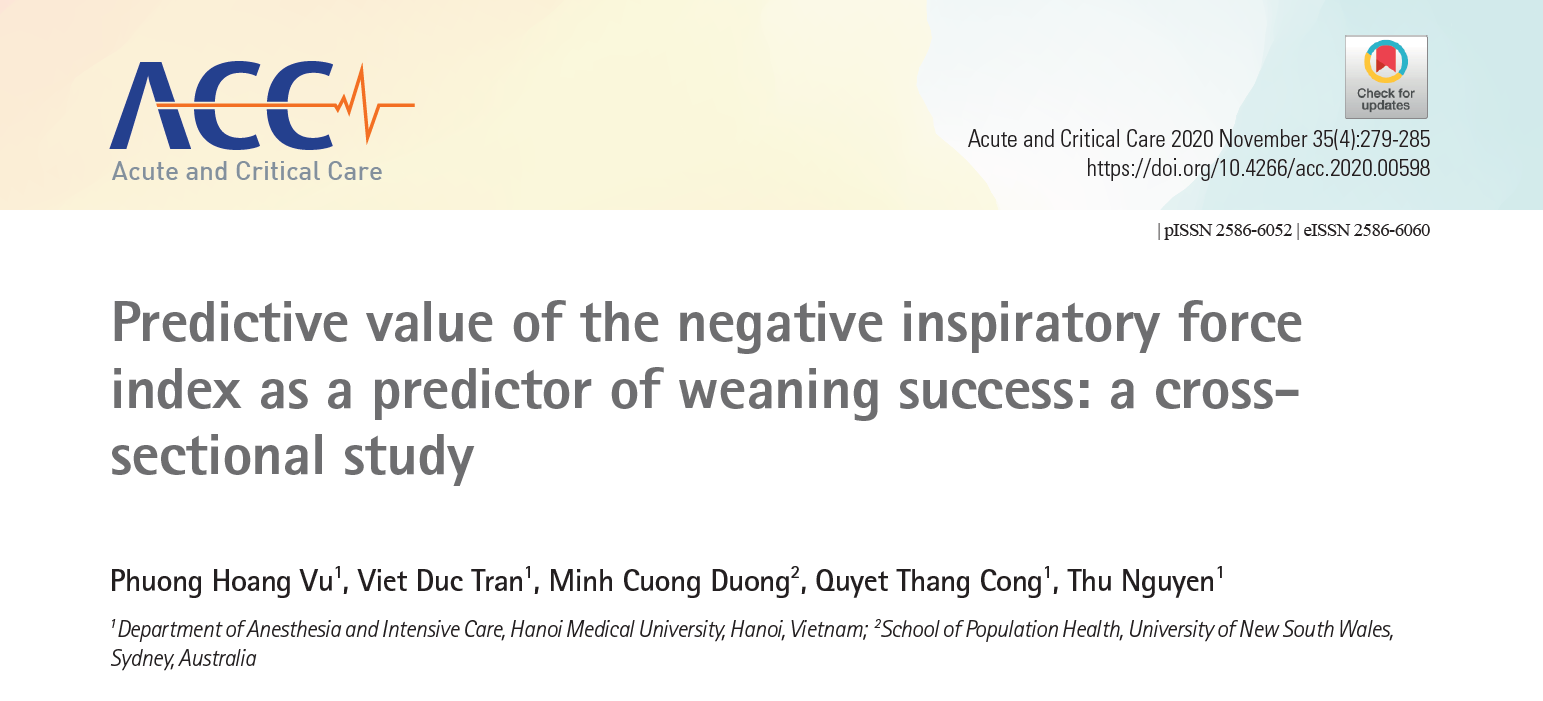 ACC
Acute and Critical Care
Check for
updates
Acute and Critical Care 2020 November 35(4):279-285
https://doi.org/10.4266/acc.2020.00598
| pISSN 2586-6052 | eISSN 2586-6060
Predictive value of the negative inspiratory force
index as a predictor of weaning success: a cross-
sectional study
Phuong Hoang Vu1, Viet Duc Tran1, Minh Cuong Duong2, Quyet Thang Cong1, Thu Nguyen1
1Department of Anesthesia and Intensive Care, Hanoi Medical University, Hanoi, Vietnam; 2School of Population Health, University of New South Wales,
Sydney, Australia